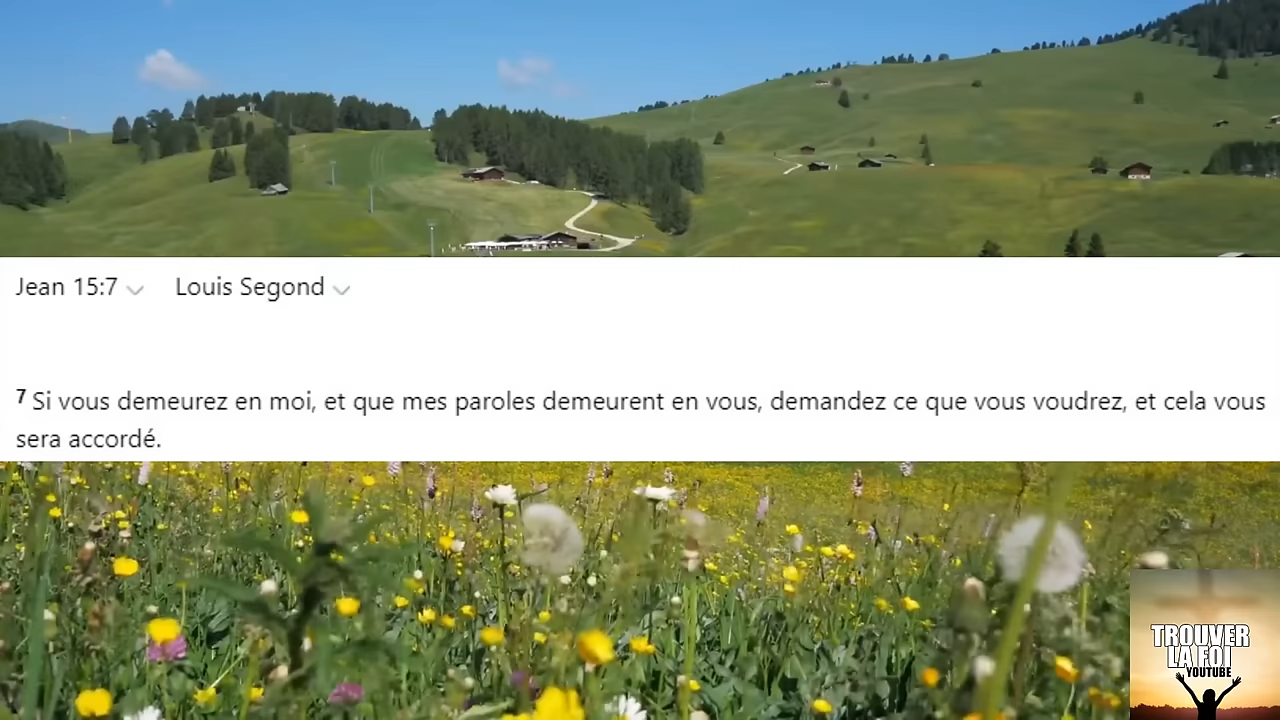 Jean 15:7 Louis Segond
7 Si vous demeurez en moi, et que mes paroles demeurent en vous, demandez ce que vous voudrez, et cela vous
sera accordé.
TROUVER
LA FOI
YOUTUBE